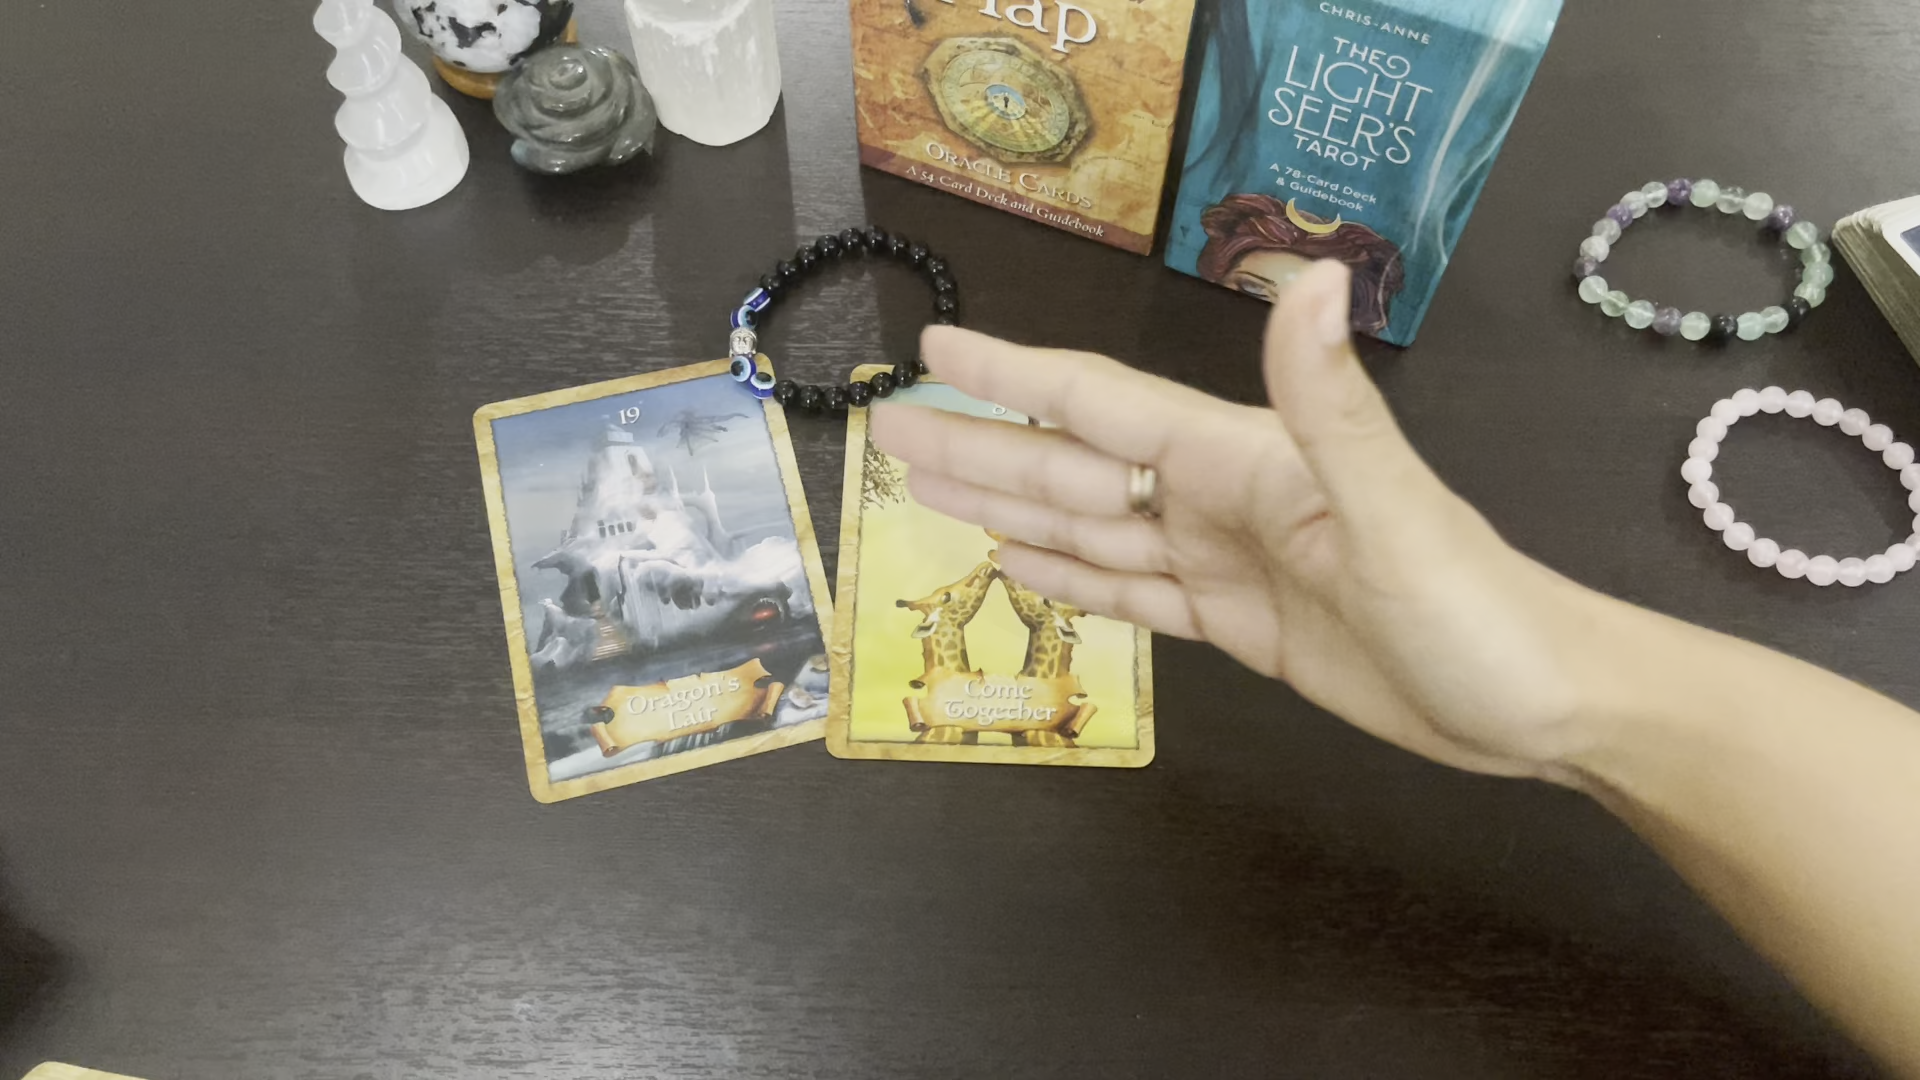 Map
ORACLE CARDS
A 54 Card Deck and Guidebook
CHRIS-ANNE
THE
LIGHT
SEER'S
TAROT
A 78-Card Deck
& Guidebook
19
Dragon's
Lair
Come
Together